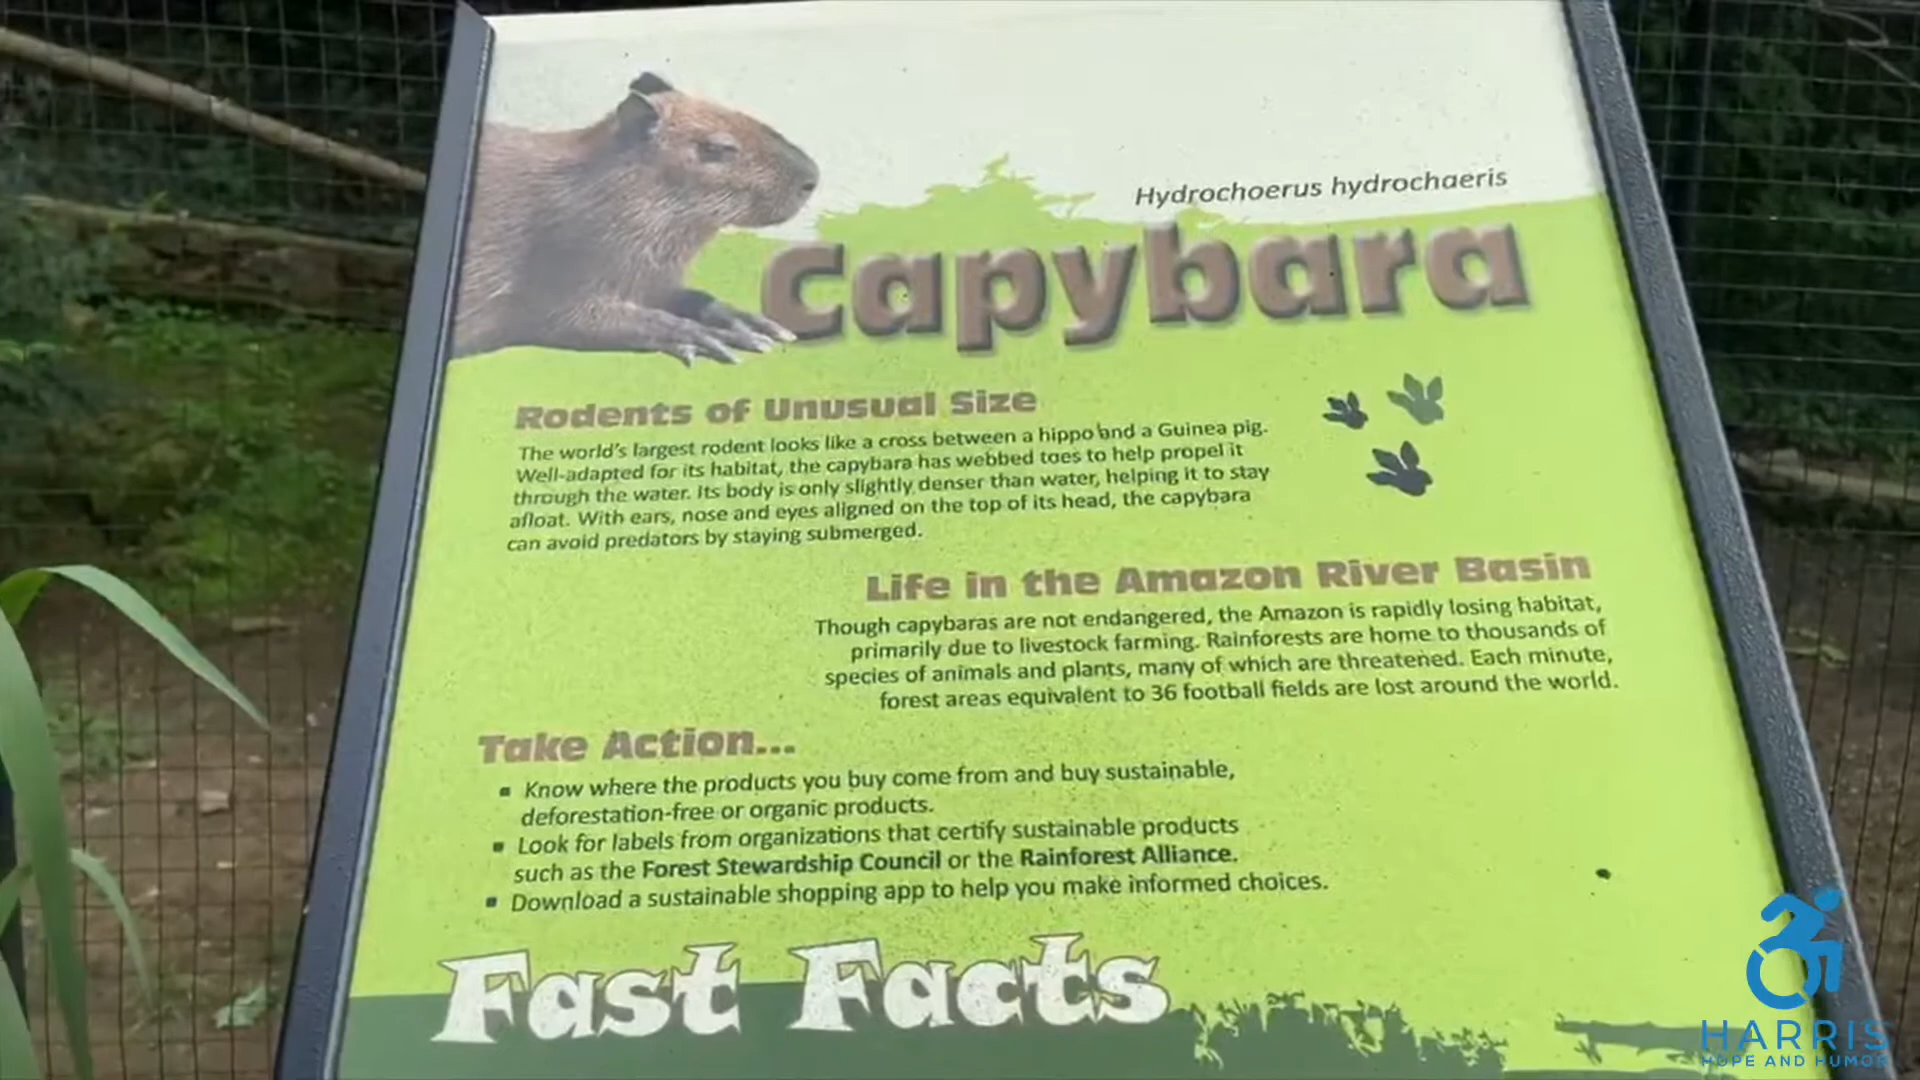 Hydrochoerus hydrochaeris
Capybara
Rodents of Unusual Size
The world's largest rodent looks like a cross between a hippo and a Guinea pig.
Well-adapted for its habitat, the capybara has webbed toes to help propel it
through the water. Its body is only slightly denser than water, helping it to stay
afloat. With ears, nose and eyes aligned on the top of its head, the capybara
can avoid predators by staying submerged.
Life in the Amazon River Basin
Though capybaras are not endangered, the Amazon is rapidly losing habitat,
primarily due to livestock farming. Rainforests are home to thousands of
species of animals and plants, many of which are threatened. Each minute,
forest areas equivalent to 36 football fields are lost around the world.
Take Action...
▪ Know where the products you buy come from and buy sustainable,
deforestation-free or organic products.
▪ Look for labels from organizations that certify sustainable products
such as the Forest Stewardship Council or the Rainforest Alliance.
▪ Download a sustainable shopping app to help you make informed choices.
Fast Facts
HARRIS
HOPE AND HUMOR